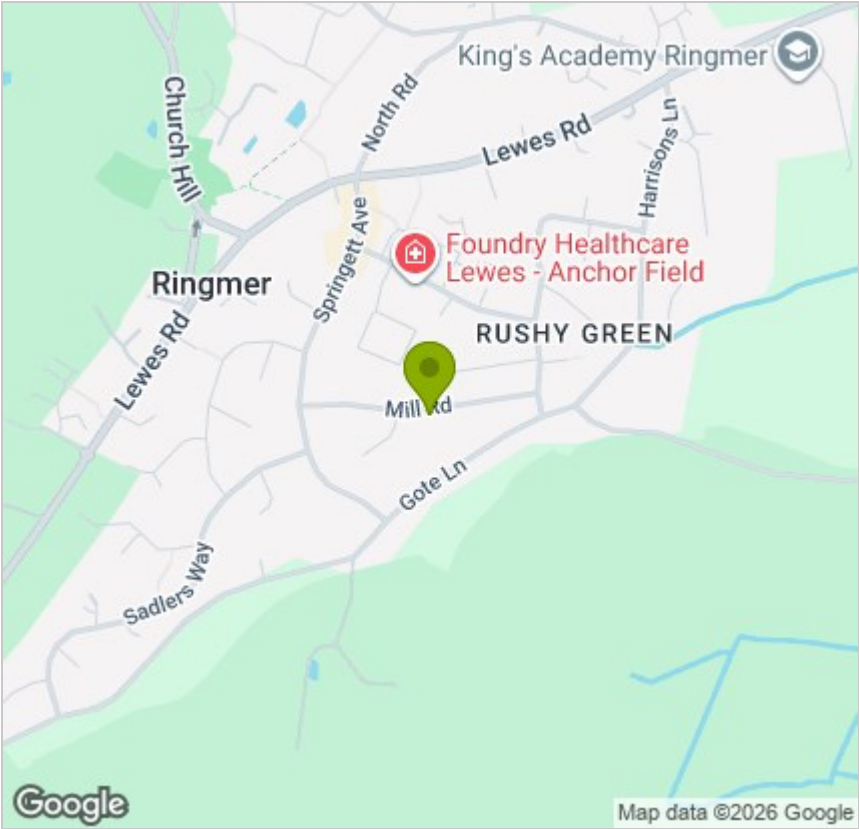 King's Academy Ringmer
North Rd
Church Hill
Lewes Rd
Harrisons Ln
Springett Ave
Foundry Healthcare
Lewes - Anchor Field
Ringmer
RUSHY GREEN
Lewes Rd
Mill Rd
Gote Ln
Sadlers Way
Google
Map data ©2026 Google